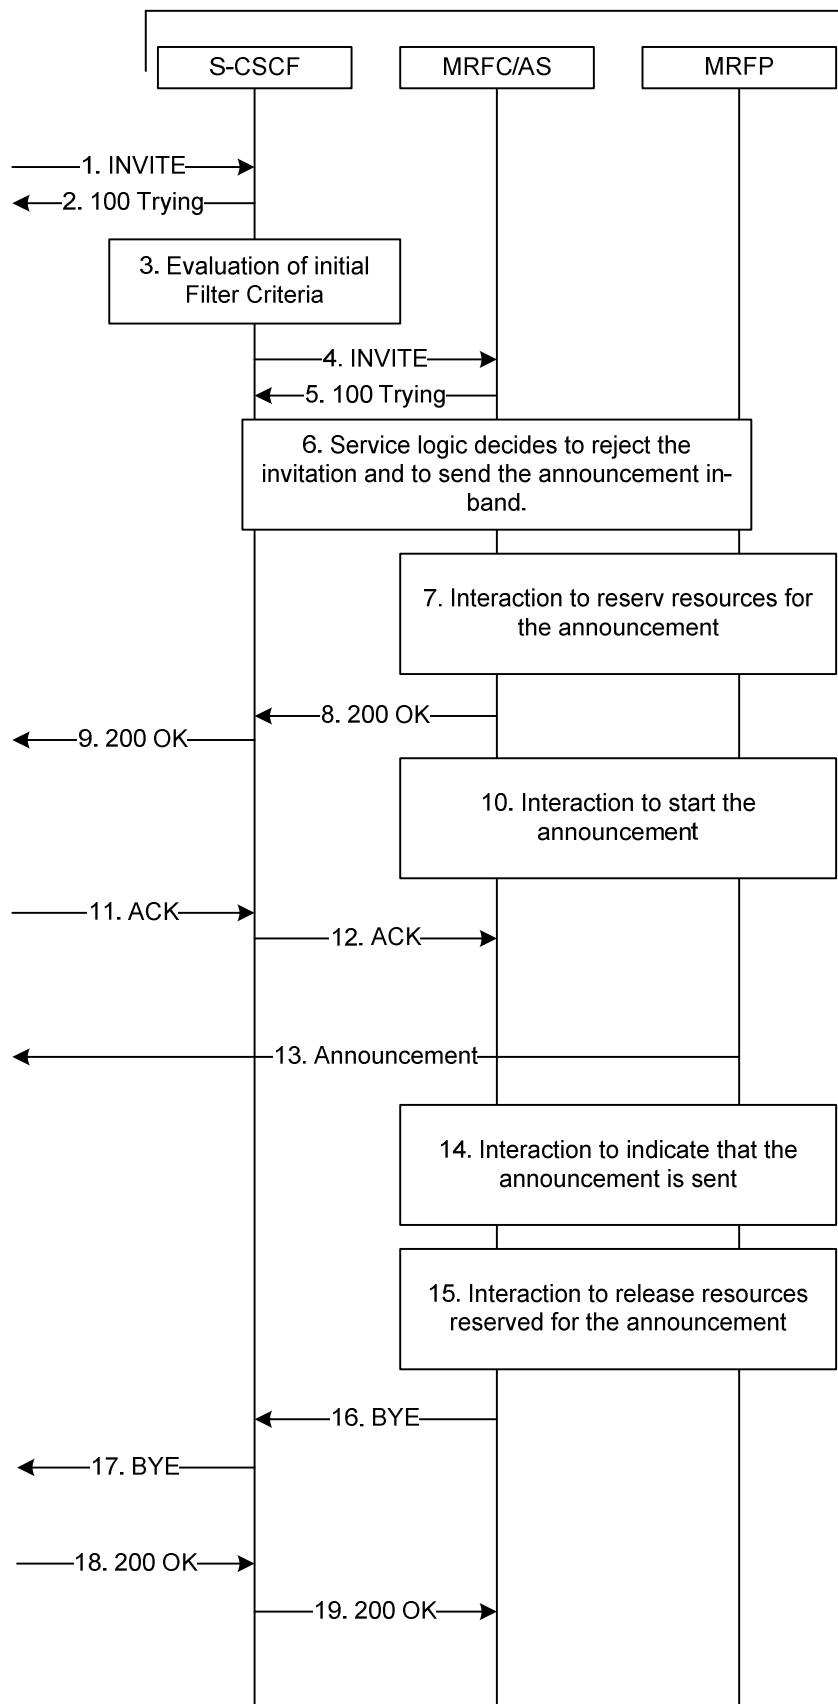 S-CSCF
MRFC/AS
MRFP
1. INVITE
2. 100 Trying
3. Evaluation of initial
Filter Criteria
4. INVITE
5. 100 Trying
6. Service logic decides to reject the
invitation and to send the announcement in-
band.
7. Interaction to reserv resources for
the announcement
8. 200 OK
9. 200 OK
10. Interaction to start the
announcement
11. ACK
12. ACK
13. Announcement
14. Interaction to indicate that the
announcement is sent
15. Interaction to release resources
reserved for the announcement
16. BYE
17. BYE
18. 200 OK
19. 200 OK